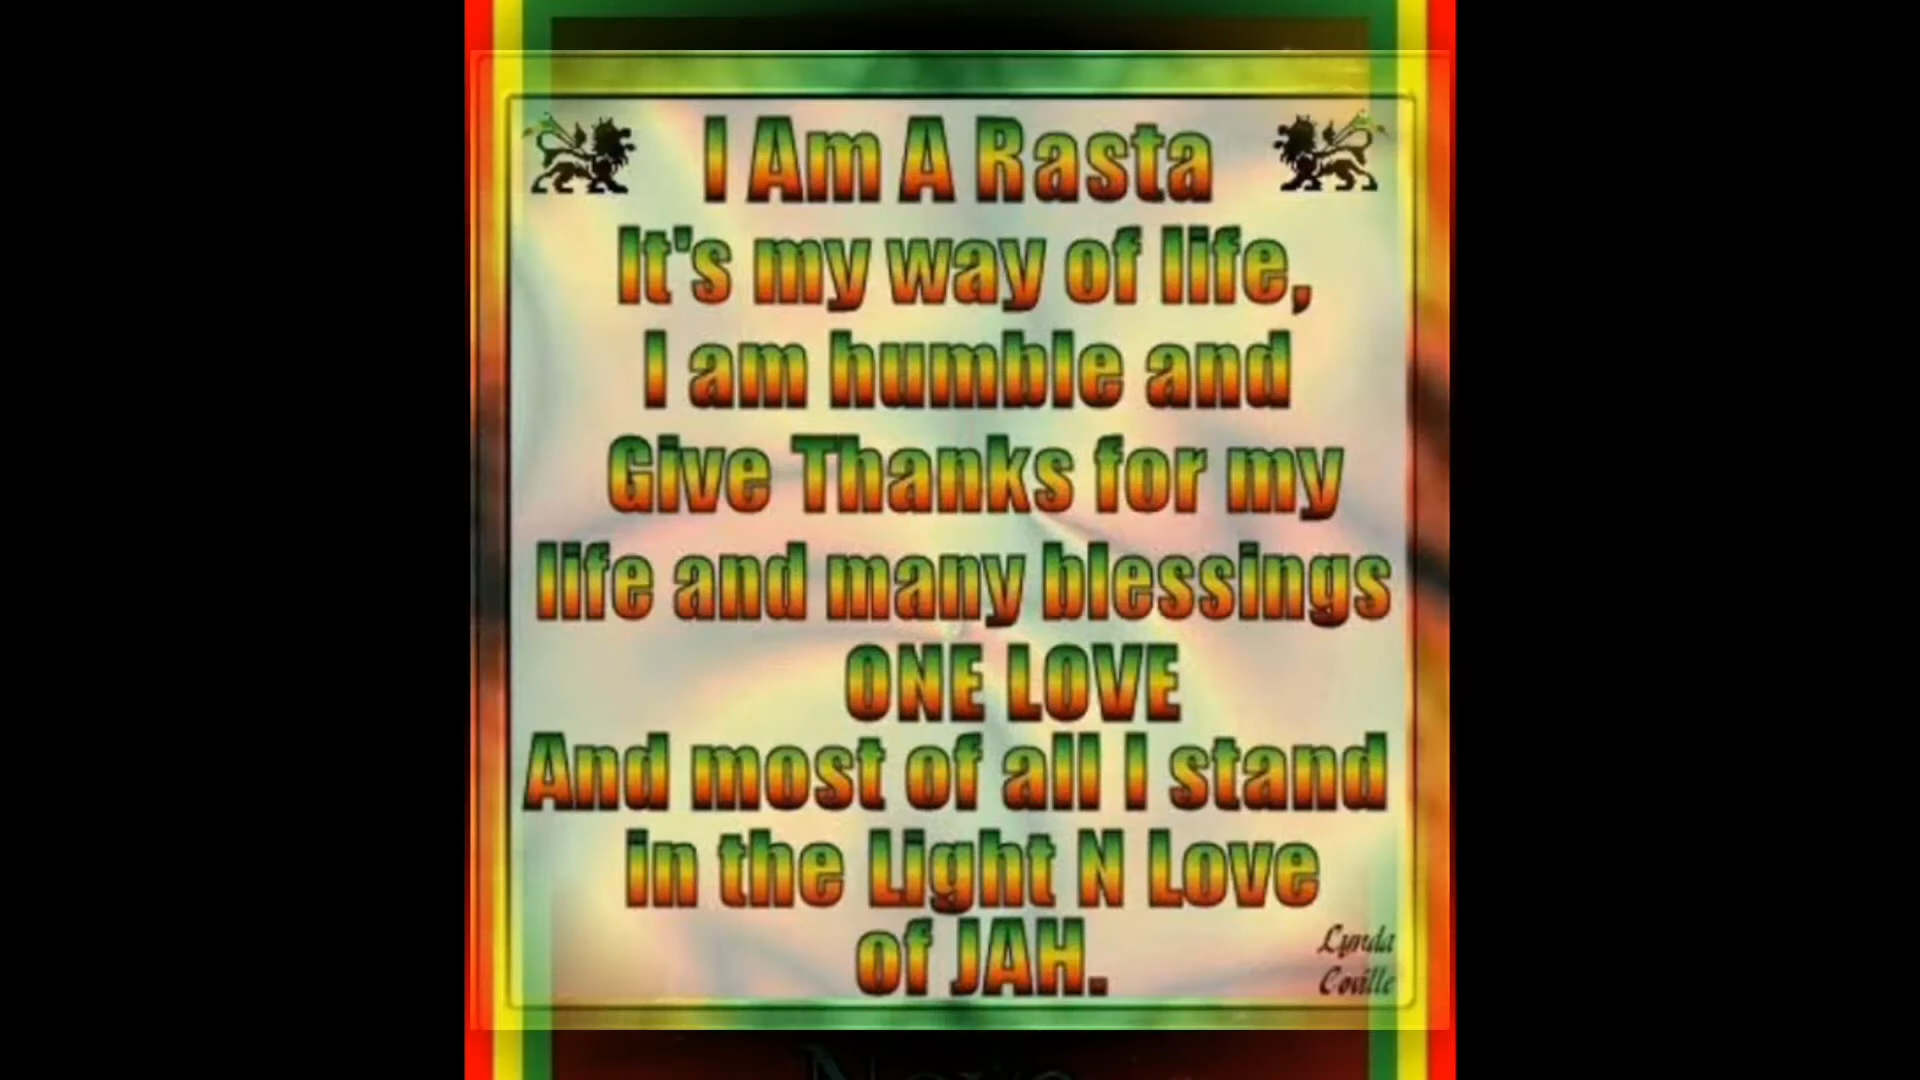 I Am A Rasta
It's my way of life,
I am humble and
Give Thanks for my
life and many blessings
ONE LOVE
And most of all I stand
in the Light N Love
of JAH.
Lynda
Coville